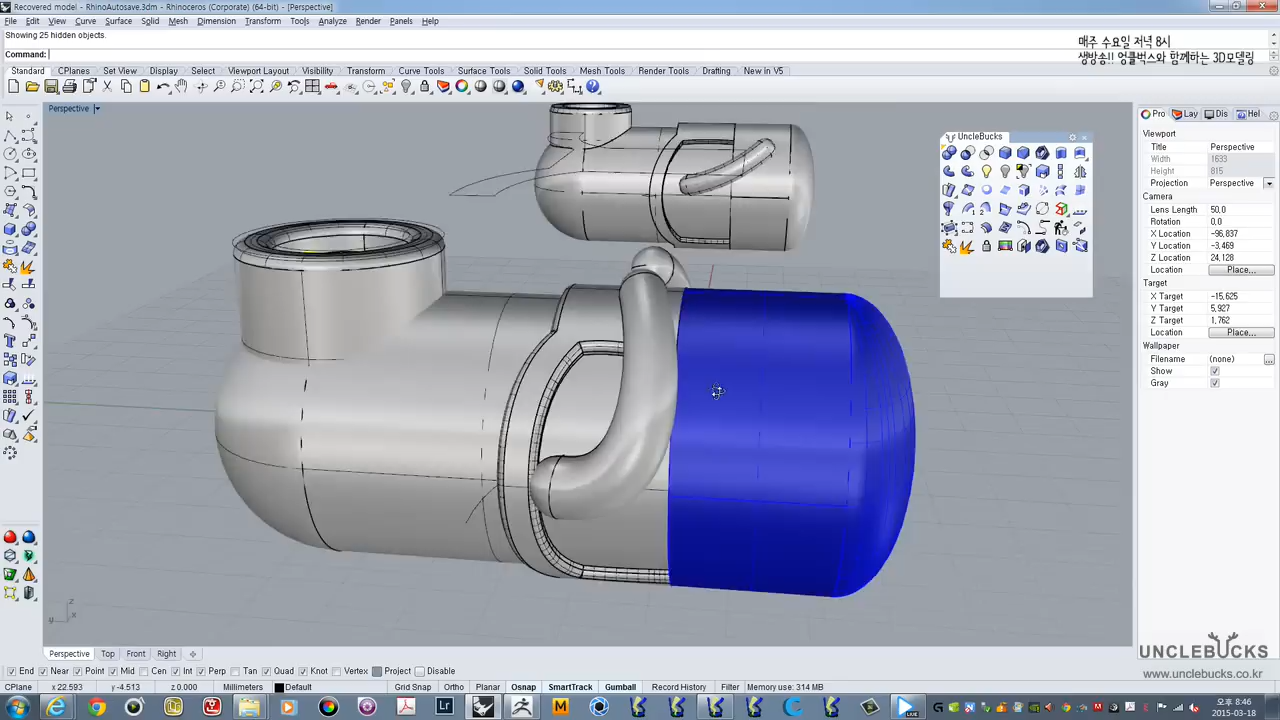 Recovered model - RhinoAutosave.3dm - Rhinoceros (Corporate) (64-bit) - [Perspective]
File Edit View Curve Surface Solid Mesh Dimension Transform Tools Analyze Render Panels Help
Showing 25 hidden objects.
Command:
매주 수요일 저녁 8시
생방송!! 엉클벅스와 함께하는 3D모델링
Standard CPlanes Set View Display Select Viewport Layout Visibility Transform Curve Tools Surface Tools Solid Tools Mesh Tools Render Tools Drafting New in V5
Perspective
UncleBucks
Pro Lay Dis Hel
Viewport
Title Perspective
Width 1633
Height 815
Projection Perspective
Camera
Lens Length 50.0
Rotation 0.0
X Location -96.837
Y Location -3.469
Z Location 24.128
Location Place...
Target
X Target -15.625
Y Target 5.927
Z Target 1.762
Location Place...
Wallpaper
Filename (none) ...
Show
Gray
z
y x
Perspective Top Front Right
UNCLEBUCKS
www.unclebucks.co.kr
End Near Point Mid Cen Int Perp Tan Quad Knot Vertex Project Disable
CPlane x 22.593 y -4.513 z 0.000 Millimeters Default Grid Snap Ortho Planar Osnap SmartTrack Gumball Record History Filter Memory use: 314 MB
Lr M LIVE
오후 8:46
2015-03-18